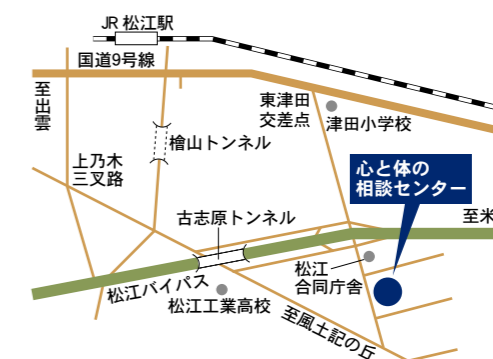 JR 松江駅
国道9号線
至出雲
東津田
交差点
津田小学校
檜山トンネル
上乃木
三叉路
心と体の
相談センター
古志原トンネル
至米
松江
合同庁舎
松江バイパス
松江工業高校
至風土記の丘